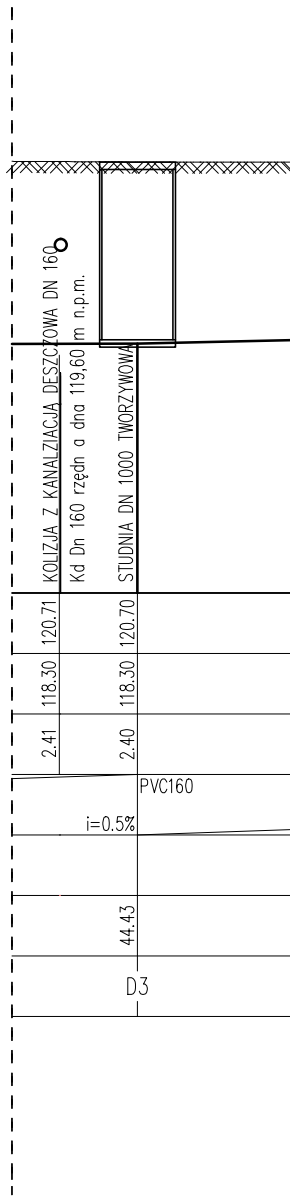 KOLIZJA Z KANALZIACJĄ DESZCZOWA DN 160
Kd Dn 160 rzędn a dna 119,60 m n.p.m.
STUDNIA DN 1000 TWORZYWOWA
120.71
120.70
118.30
118.30
2.41
2.40
PVC160
i=0.5%
44.43
D3